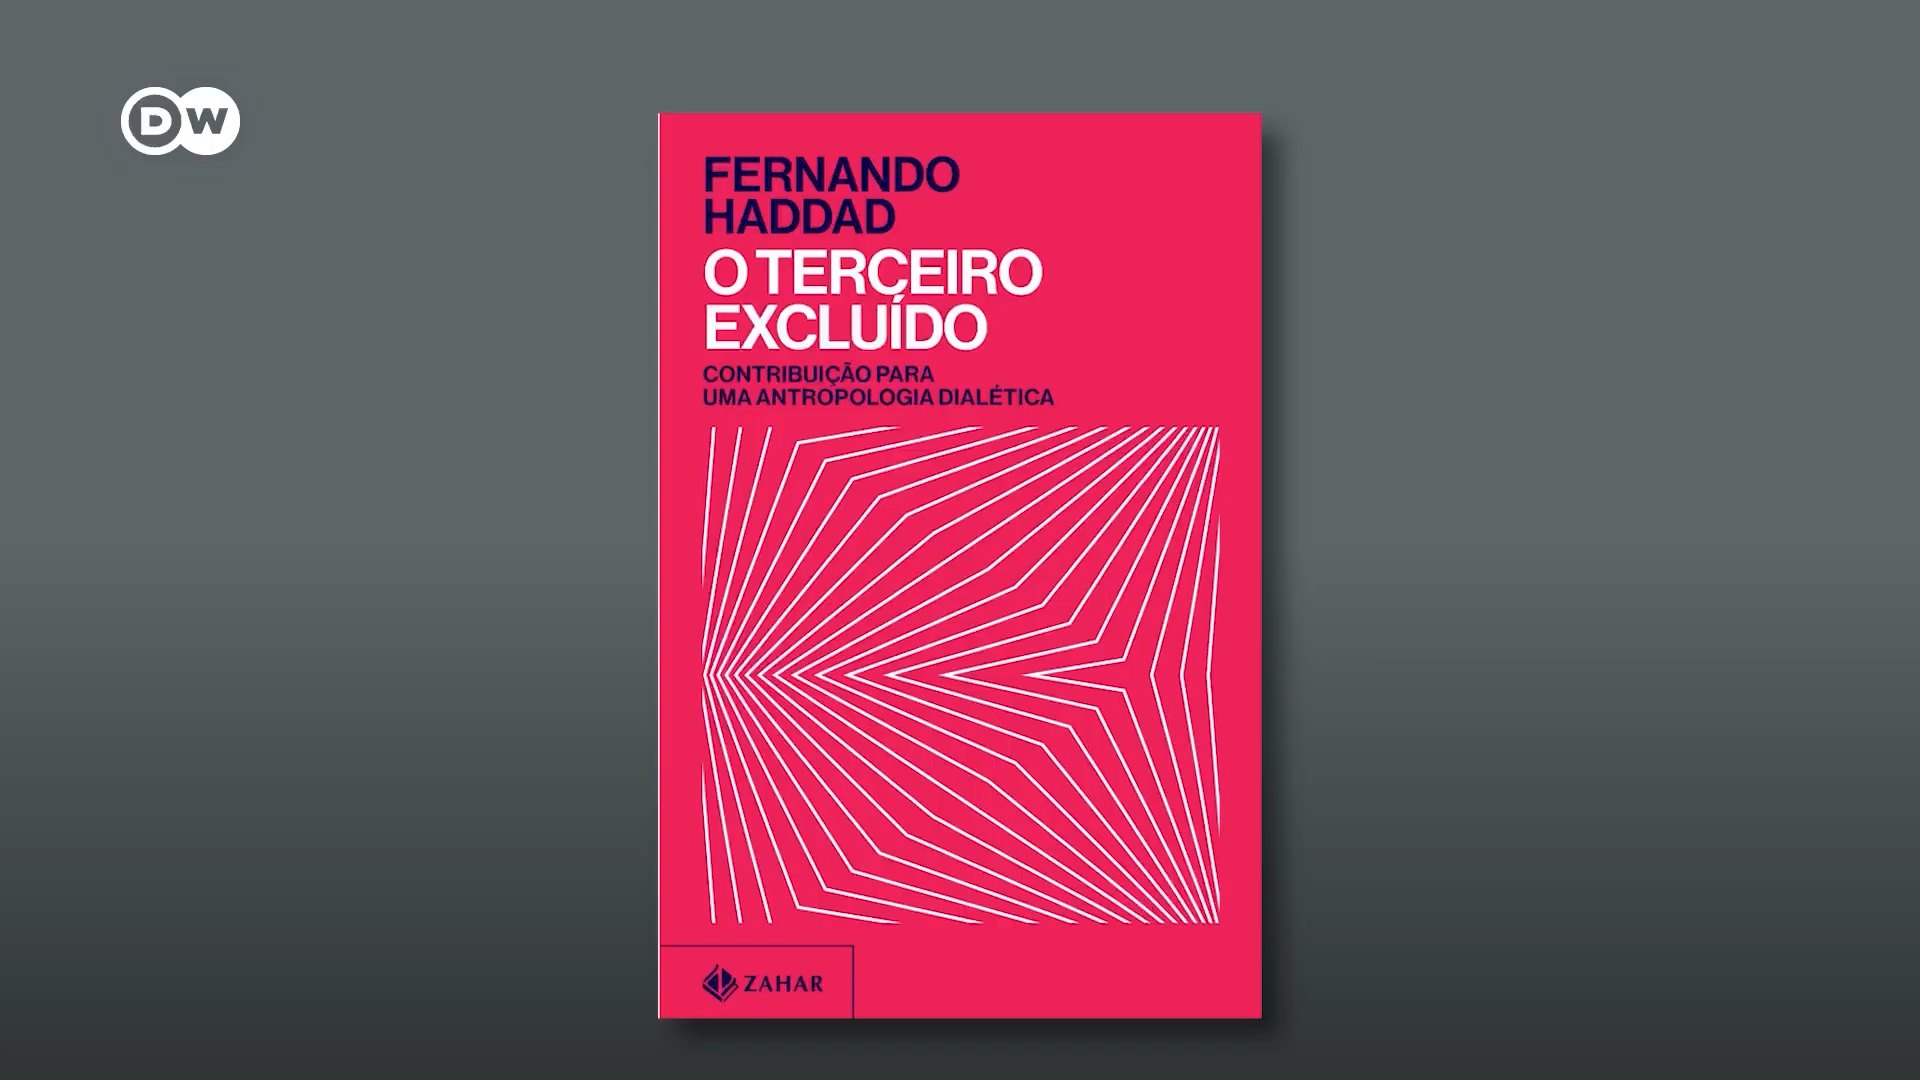 DW
FERNANDO
HADDAD
O TERCEIRO
EXCLUÍDO
CONTRIBUIÇÃO PARA
UMA ANTROPOLOGIA DIALÉTICA
ZAHAR